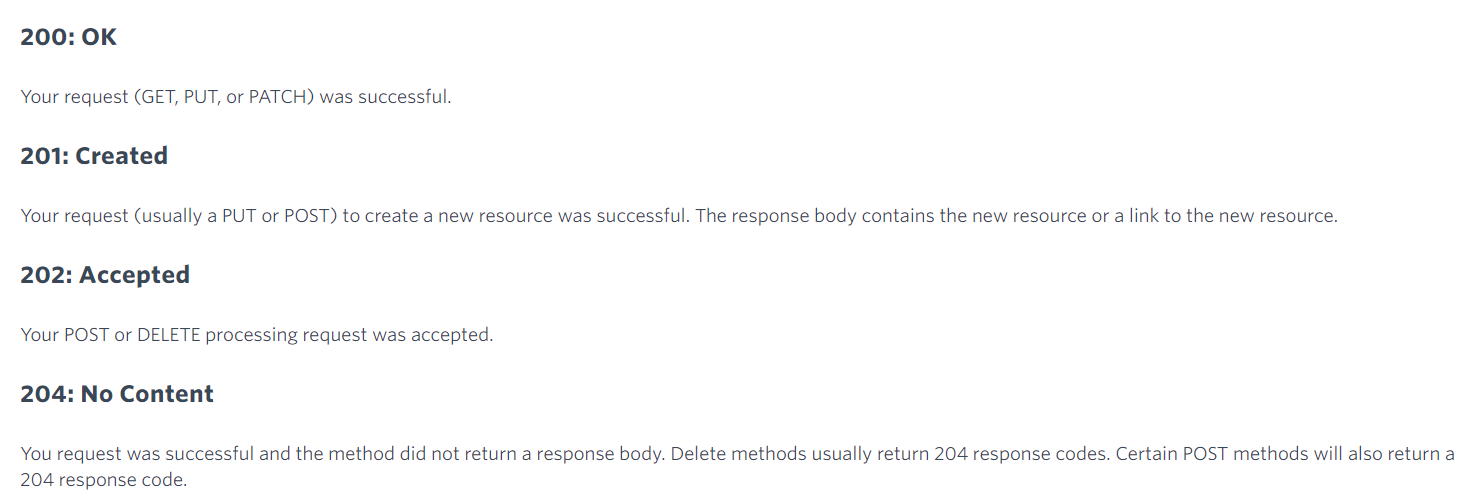 200: OK
Your request (GET, PUT, or PATCH) was successful.
201: Created
Your request (usually a PUT or POST) to create a new resource was successful. The response body contains the new resource or a link to the new resource.
202: Accepted
Your POST or DELETE processing request was accepted.
204: No Content
You request was successful and the method did not return a response body. Delete methods usually return 204 response codes. Certain POST methods will also return a
204 response code.